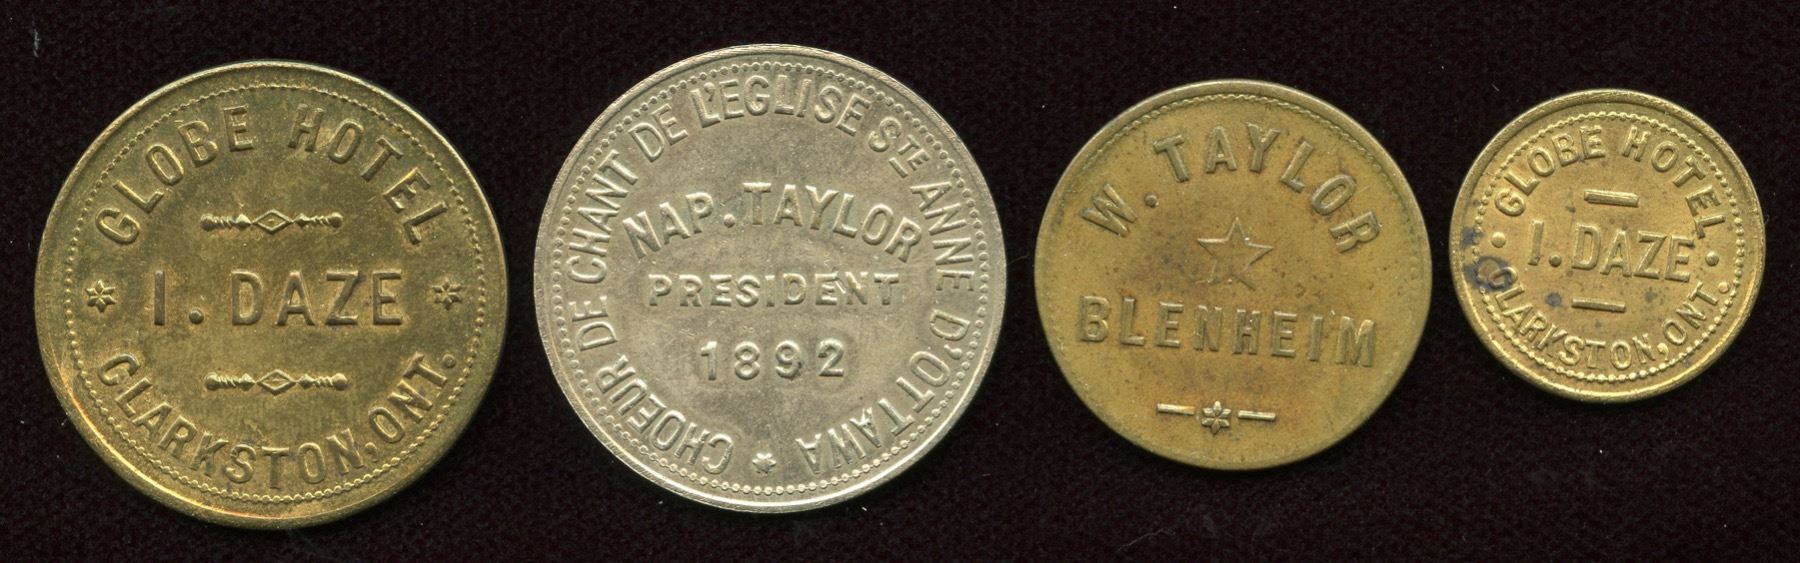 GLOBE HOTEL
I. DAZE
CLARKSTON, ONT.
CHOEUR DE CHANT DE L'EGLISE STE ANNE D'OTTAWA
NAP. TAYLOR
PRESIDENT
1892
W. TAYLOR
BLENHEIM
GLOBE HOTEL
I. DAZE
CLARKSTON, ONT.